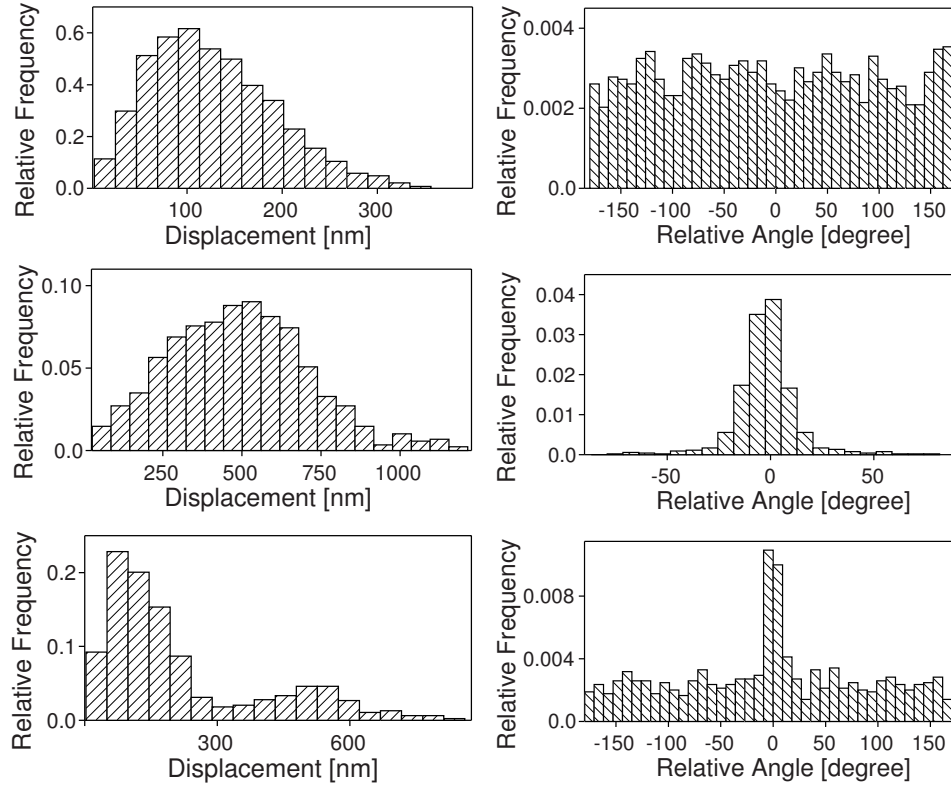 Relative Frequency
0.6
0.4
0.2
0.0
100 200 300
Displacement [nm]
Relative Frequency
0.004
0.002
0.0
-150 -100 -50 0 50 100 150
Relative Angle [degree]
Relative Frequency
0.10
0.05
0.0
250 500 750 1000
Displacement [nm]
Relative Frequency
0.04
0.03
0.02
0.01
0.0
-50 0 50
Relative Angle [degree]
Relative Frequency
0.2
0.1
0.0
300 600
Displacement [nm]
Relative Frequency
0.008
0.004
0.0
-150 -100 -50 0 50 100 150
Relative Angle [degree]